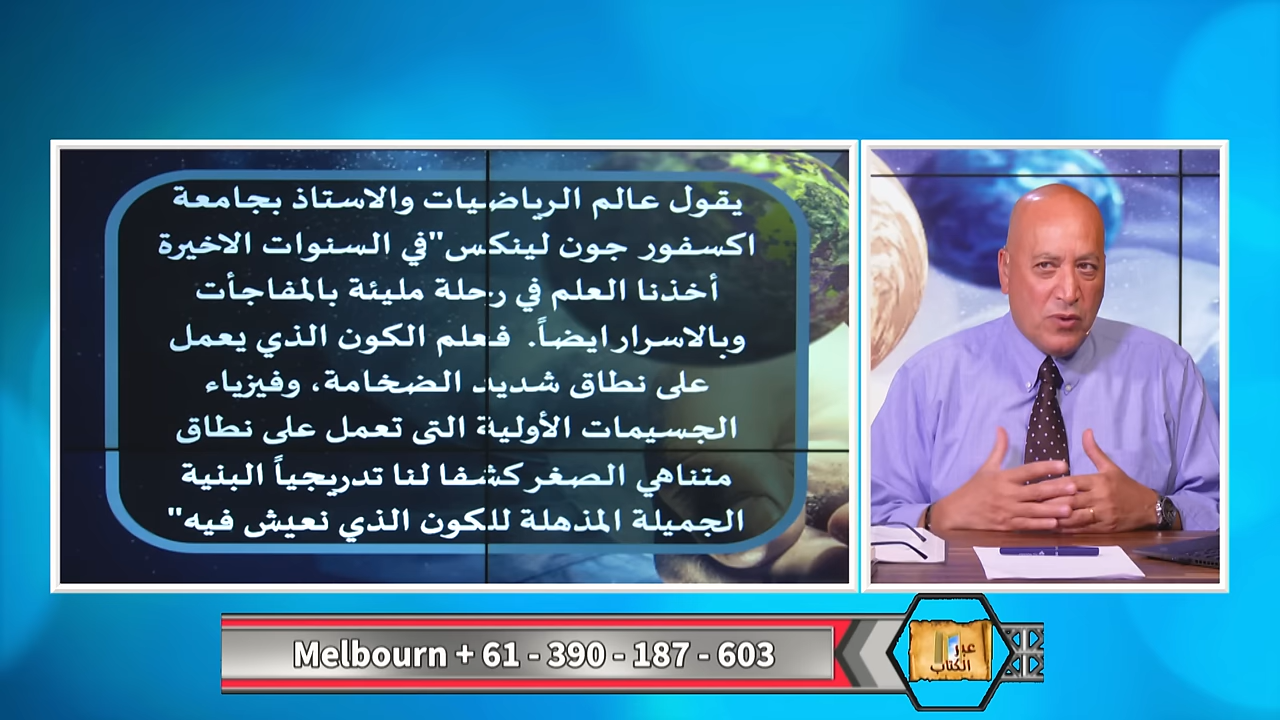 يقول عالم الرياضيات والاستاذ بجامعة
اكسفور جون لينكس"في السنوات الاخيرة
أخذنا العلم في رحلة مليئة بالمفاجأت
وبالاسرار ايضاً. فعلم الكون الذي يعمل
على نطاق شديد الضخامة، وفيزياء
الجسيمات الأولية التى تعمل على نطاق
متناهي الصغر كشفا لنا تدريجياً البنية
الجميلة المذهلة للكون الذي نعيش فيه"
Melbourn + 61 - 390 - 187 - 603
عبر
الكتاب